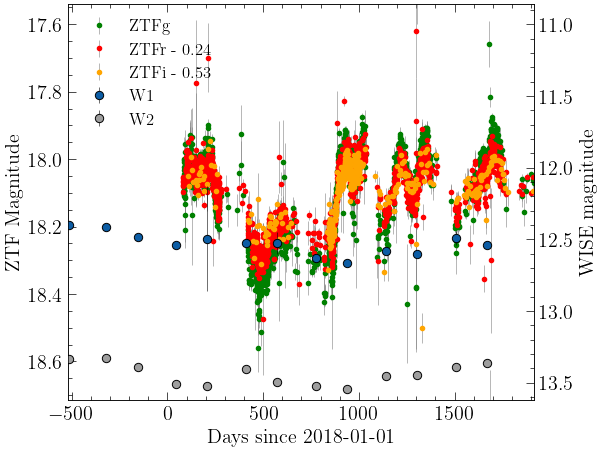 ZTFg
ZTFr - 0.24
ZTFi - 0.53
W1
W2
17.6
17.8
18.0
18.2
18.4
18.6
ZTF Magnitude
11.0
11.5
12.0
12.5
13.0
13.5
WISE magnitude
−500
0
500
1000
1500
Days since 2018-01-01